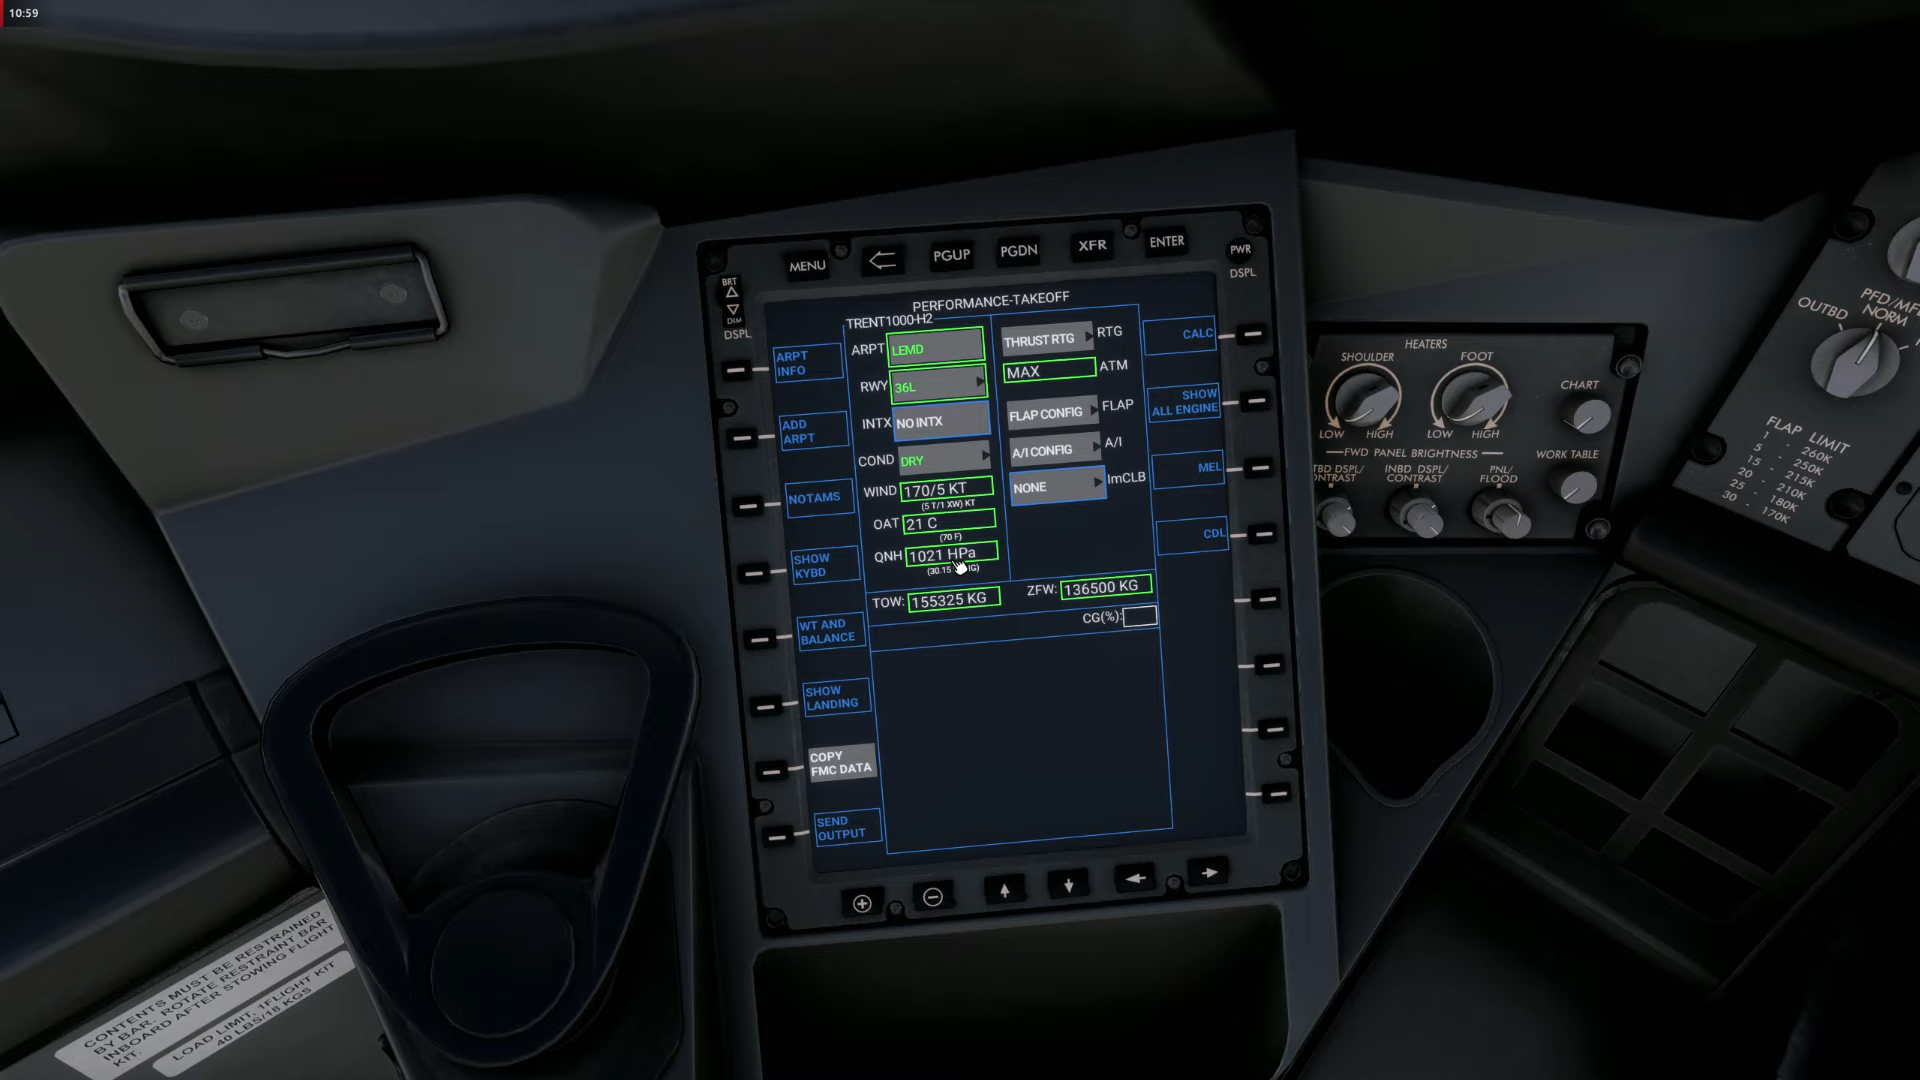 10:59
MENU
PGUP
PGDN
XFR
ENTER
PWR
DSPL
BRT
DIM
DSPL
PERFORMANCE-TAKEOFF
TRENT1000-H2
ARPT
INFO
ADD
ARPT
NOTAMS
SHOW
KYBD
WT AND
BALANCE
SHOW
LANDING
COPY
FMC DATA
SEND
OUTPUT
ARPT LEMD
RWY 36L
INTX NO INTX
COND DRY
WIND 170/5 KT
(5 T/1 XW) KT
OAT 21 C
(70 F)
QNH 1021 HPa
(30.15
TOW: 155325 KG
ZFW: 136500 KG
CG(%):
THRUST RTG RTG
MAX ATM
FLAP CONFIG FLAP
A/I CONFIG A/I
NONE ImCLB
CALC
SHOW
ALL ENGINE
MEL
CDL
HEATERS
SHOULDER
FOOT
LOW HIGH
LOW HIGH
CHART
FWD PANEL BRIGHTNESS
WORK TABLE
INBD DSPL/
CONTRAST
PNL/
FLOOD
OUTBD
NORM
FLAP LIMIT
1 - 260K
5 - 250K
15 - 215K
20 - 210K
25 - 180K
30 - 170K
CONTENTS MUST BE RESTRAINED
BY BAR. ROTATE RESTRAINT BAR
INBOARD AFTER STOWING FLIGHT
KIT.
LOAD LIMIT, 1FLIGHT KIT
40 LBS/18 KGS